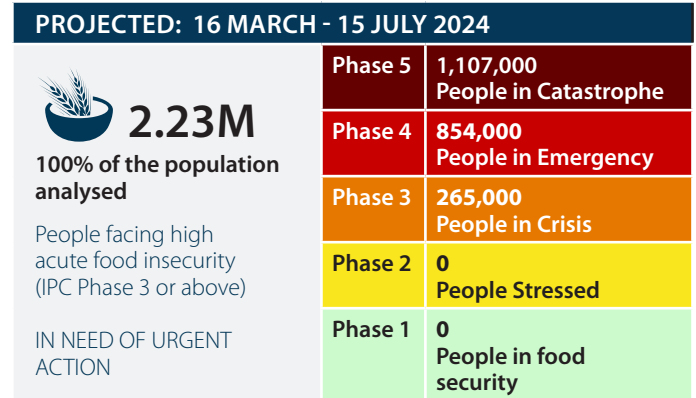 PROJECTED: 16 MARCH - 15 JULY 2024
2.23M
100% of the population
analysed
People facing high
acute food insecurity
(IPC Phase 3 or above)
IN NEED OF URGENT
ACTION
Phase 5
1,107,000
People in Catastrophe
Phase 4
854,000
People in Emergency
Phase 3
265,000
People in Crisis
Phase 2
0
People Stressed
Phase 1
0
People in food
security